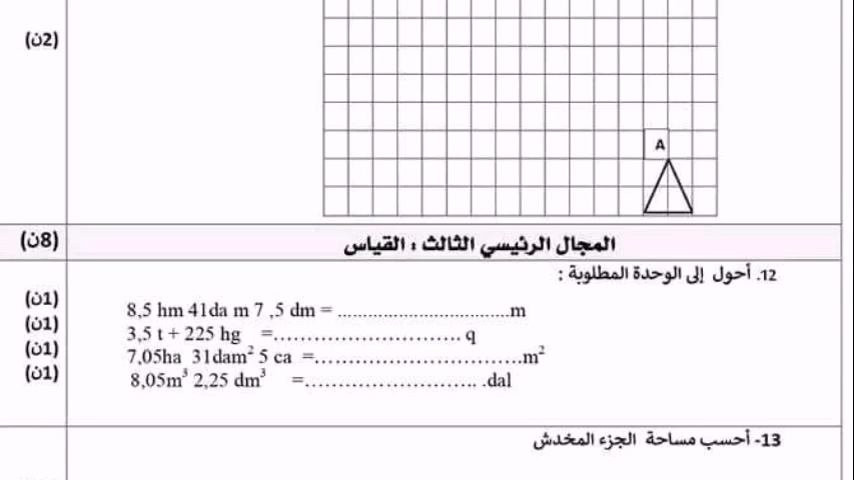 (2ن)
A
المجال الرئيسي الثالث : القياس (8ن)
12. أحول إلى الوحدة المطلوبة :
8,5 hm 41da m 7 ,5 dm = ..................................m (1ن)
3,5 t + 225 hg =............................ q (1ن)
7,05ha 31dam² 5 ca =................................m² (1ن)
8,05m³ 2,25 dm³ =............................ .dal (1ن)
13- أحسب مساحة الجزء المخدش